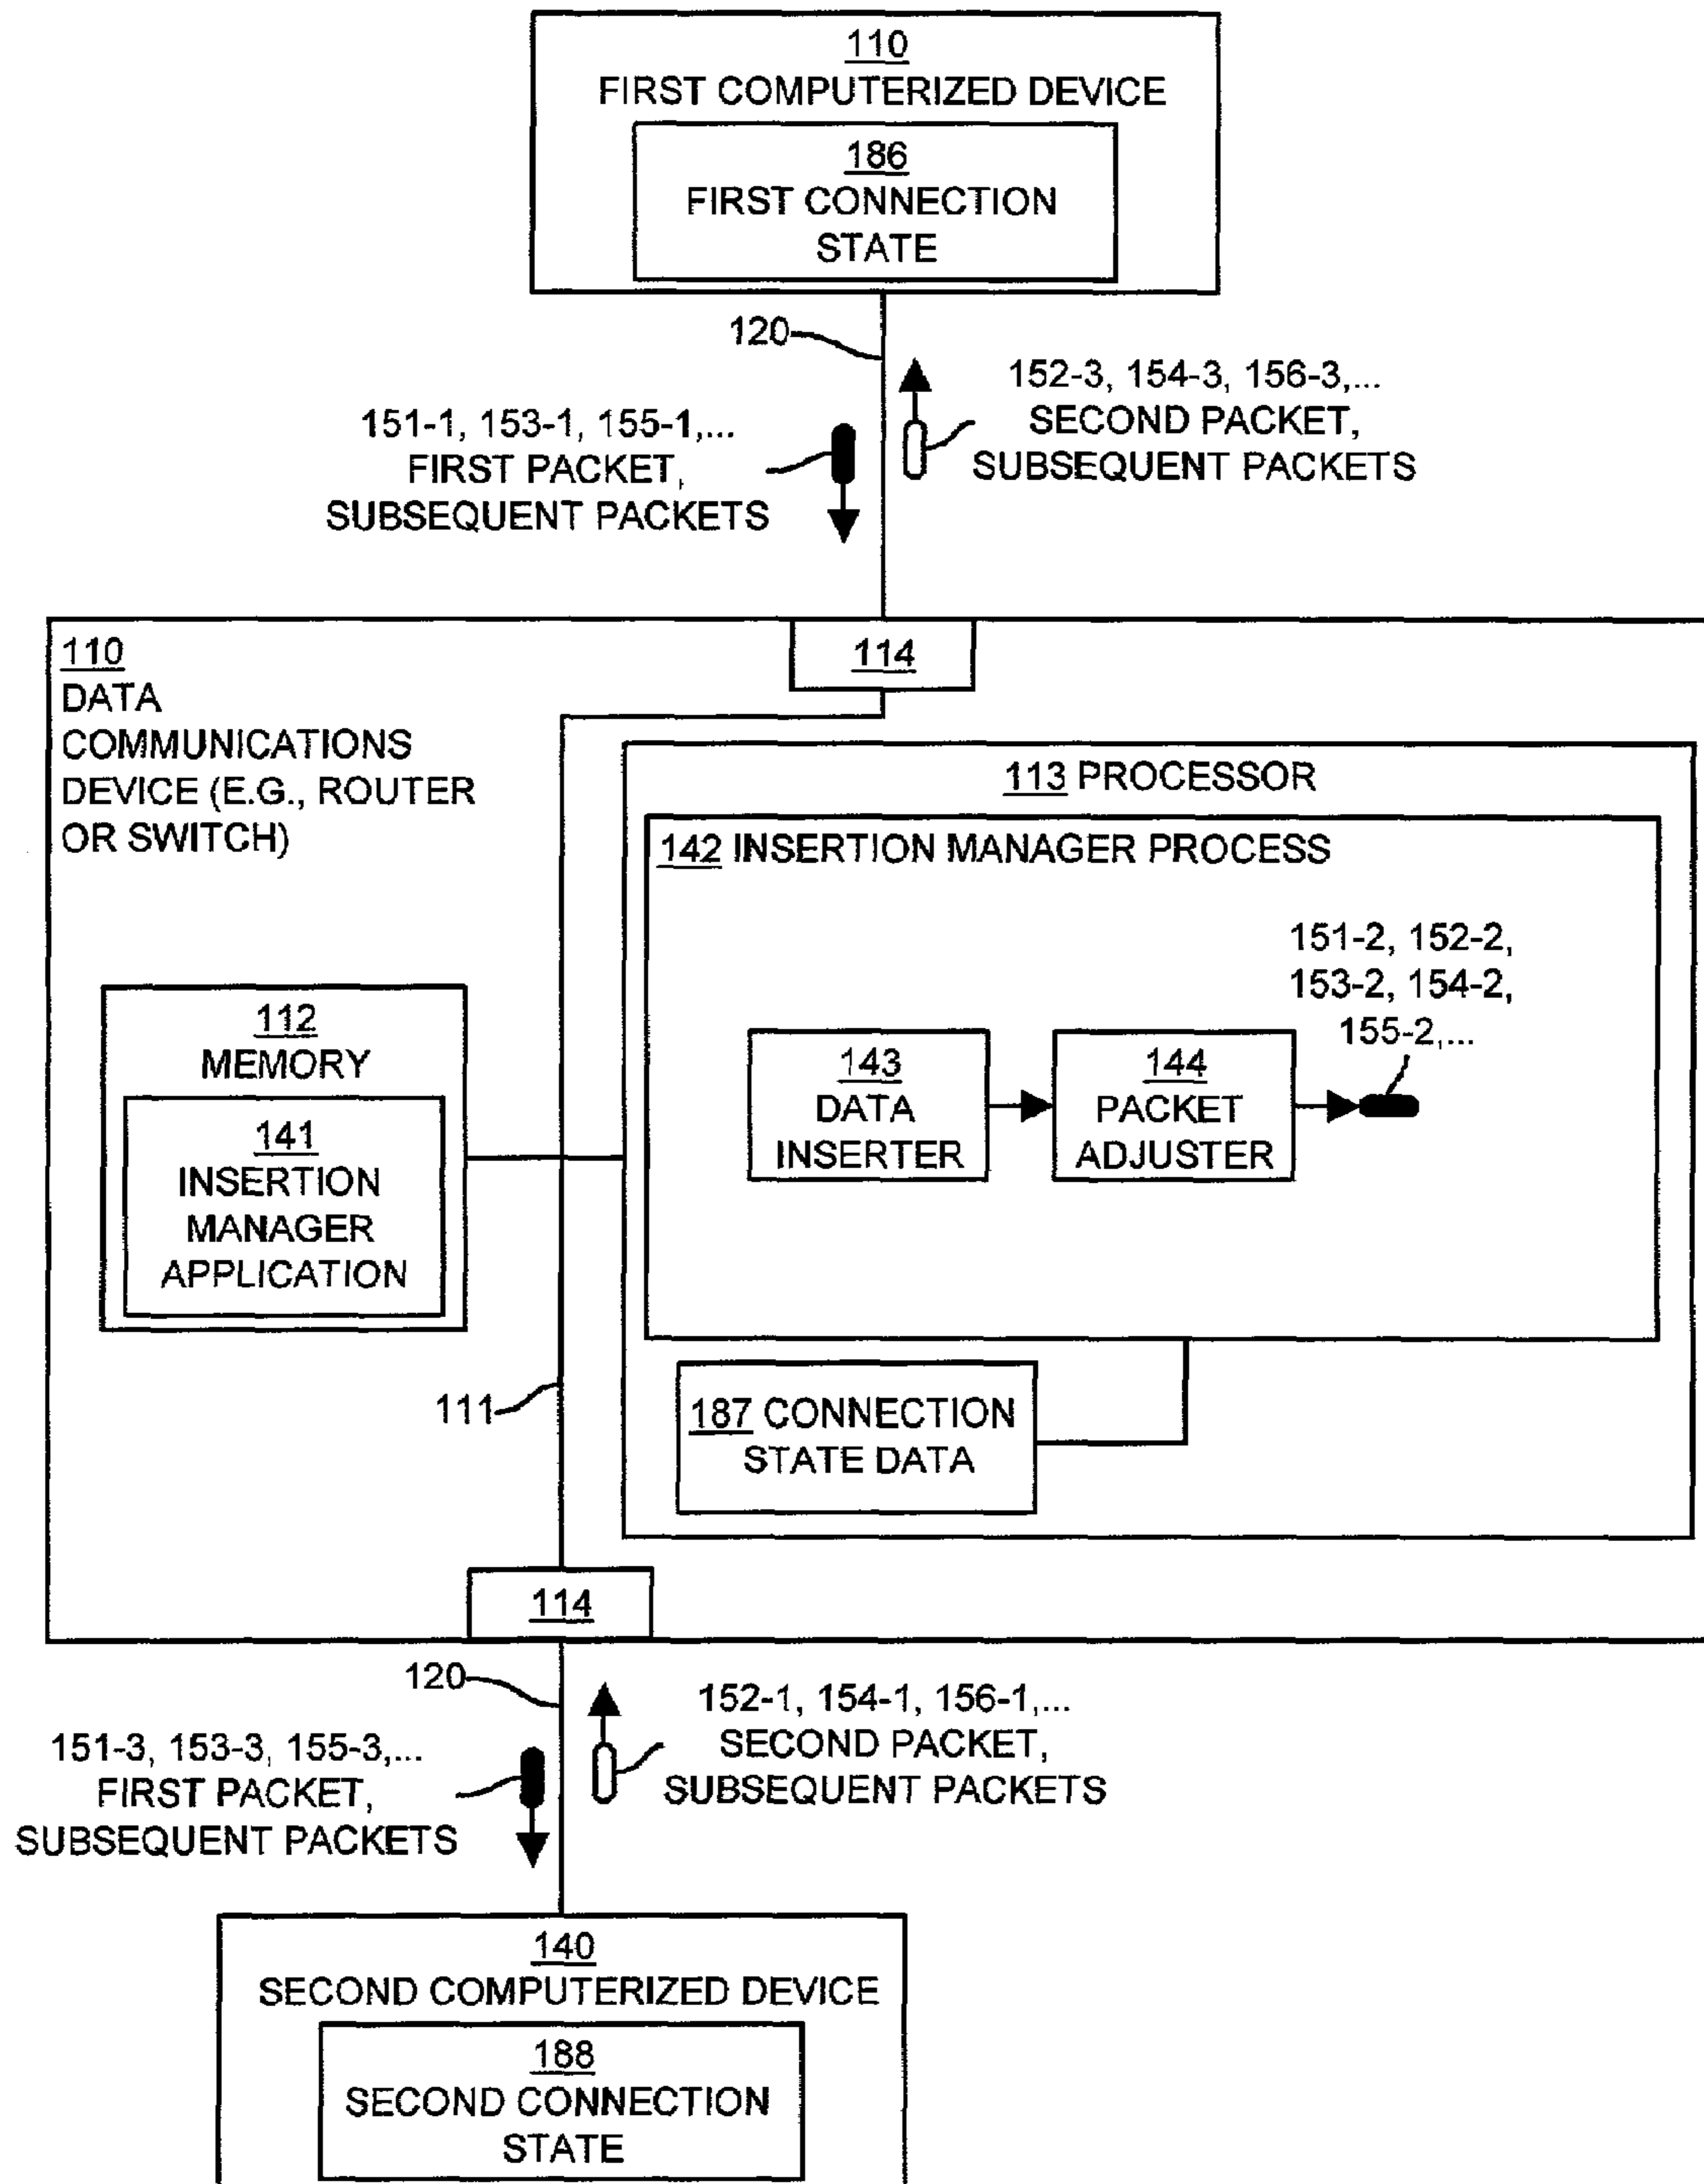 110
FIRST COMPUTERIZED DEVICE
186
FIRST CONNECTION
STATE
120
152-3, 154-3, 156-3,...
SECOND PACKET,
SUBSEQUENT PACKETS
151-1, 153-1, 155-1,...
FIRST PACKET,
SUBSEQUENT PACKETS
110
DATA
COMMUNICATIONS
DEVICE (E.G., ROUTER
OR SWITCH)
114
113 PROCESSOR
142 INSERTION MANAGER PROCESS
151-2, 152-2,
153-2, 154-2,
155-2,...
112
MEMORY
141
INSERTION
MANAGER
APPLICATION
143
DATA
INSERTER
144
PACKET
ADJUSTER
111
187 CONNECTION
STATE DATA
114
120
152-1, 154-1, 156-1,...
SECOND PACKET,
SUBSEQUENT PACKETS
151-3, 153-3, 155-3,...
FIRST PACKET,
SUBSEQUENT PACKETS
140
SECOND COMPUTERIZED DEVICE
188
SECOND CONNECTION
STATE